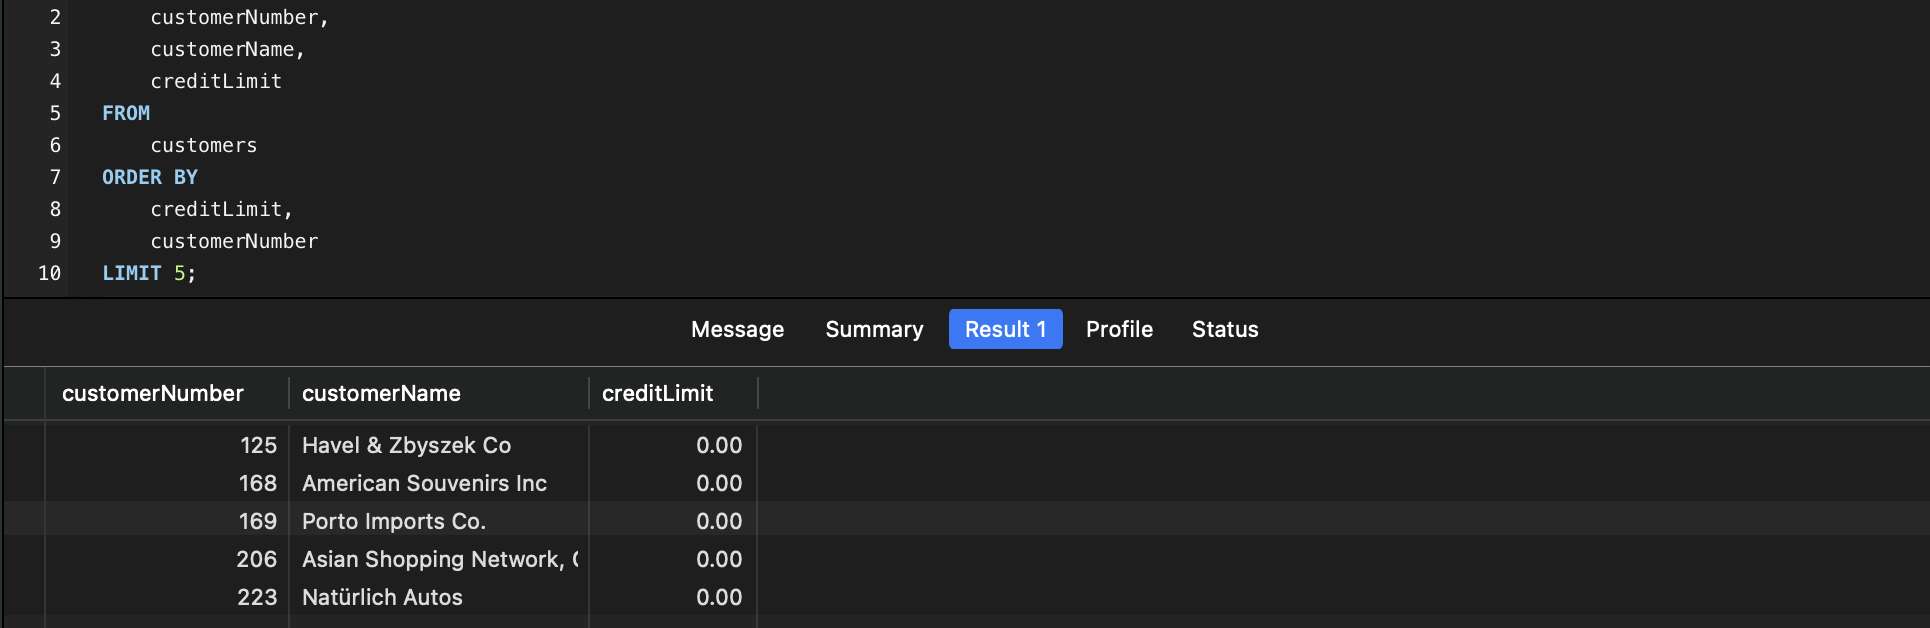 2 customerNumber,
3 customerName,
4 creditLimit
5 FROM
6 customers
7 ORDER BY
8 creditLimit,
9 customerNumber
10 LIMIT 5;
Message Summary Result 1 Profile Status
customerNumber customerName creditLimit
125 Havel & Zbyszek Co 0.00
168 American Souvenirs Inc 0.00
169 Porto Imports Co. 0.00
206 Asian Shopping Network, 0.00
223 Natürlich Autos 0.00